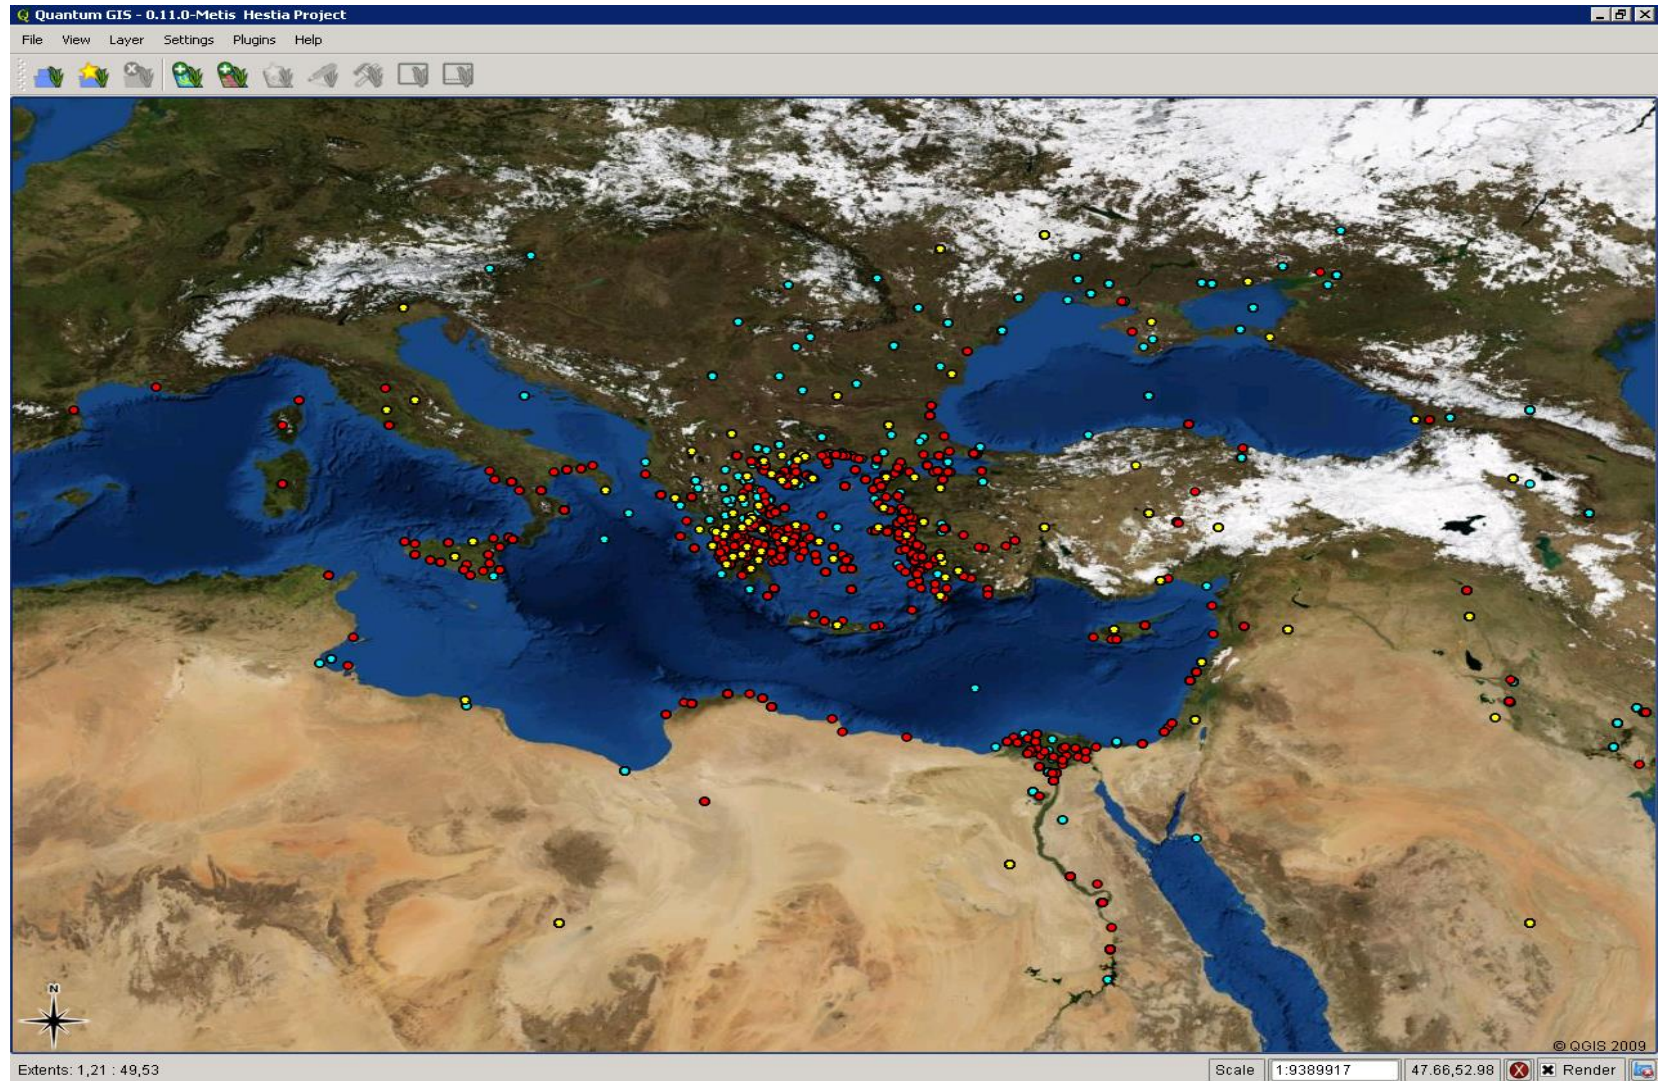 Quantum GIS - 0.11.0-Metis  Hestia Project
File View Layer Settings Plugins Help
N
© QGIS 2009
Extents: 1,21 : 49,53
Scale 1:9389917 47.66,52.98 Render